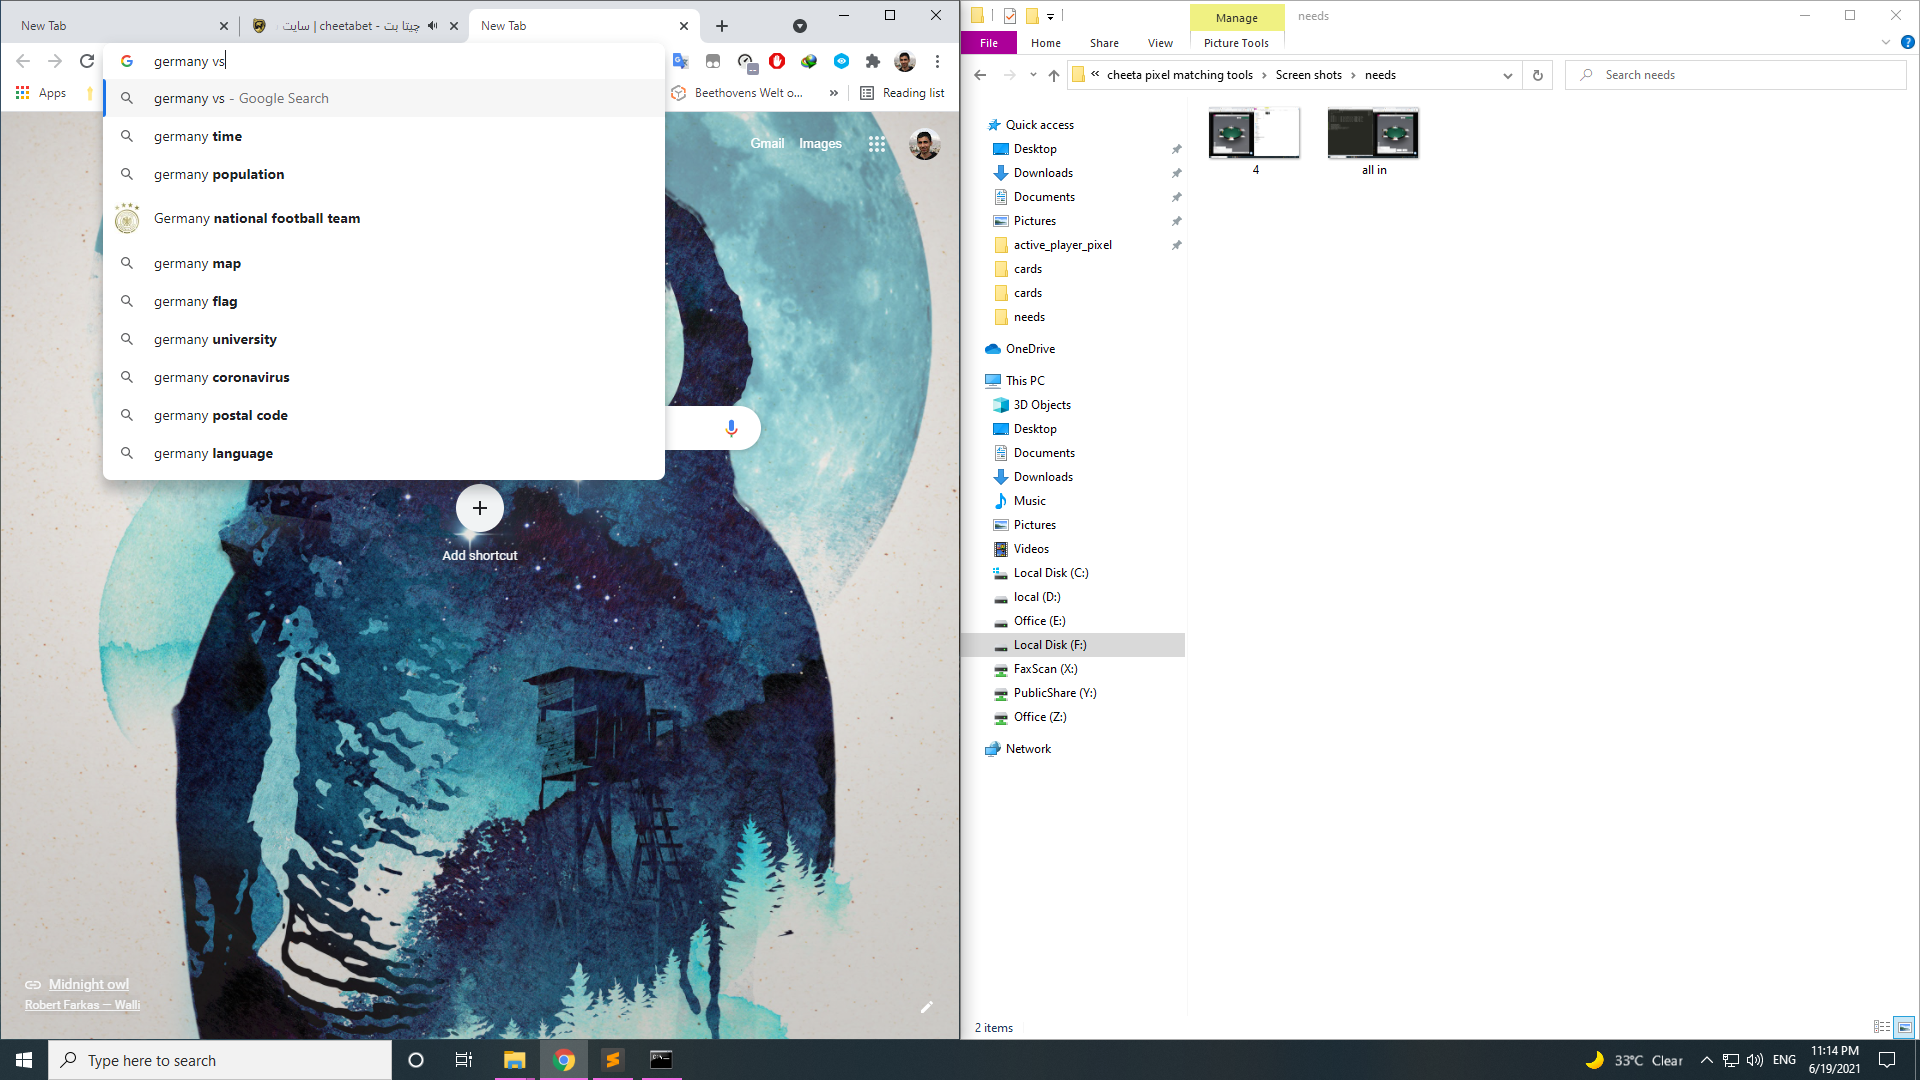 New Tab
چیتا بت - cheetabet | سایت
New Tab
germany vs
Apps
Beethovens Welt o...
»
Reading list
germany vs - Google Search
germany time
germany population
Germany national football team
germany map
germany flag
germany university
germany coronavirus
germany postal code
germany language
Gmail
Images
Add shortcut
Midnight owl
Robert Farkas — Walli
Manage
needs
File
Home
Share
View
Picture Tools
« cheeta pixel matching tools > Screen shots > needs
Search needs
Quick access
Desktop
Downloads
Documents
Pictures
active_player_pixel
cards
cards
needs
OneDrive
This PC
3D Objects
Desktop
Documents
Downloads
Music
Pictures
Videos
Local Disk (C:)
local (D:)
Office (E:)
Local Disk (F:)
FaxScan (X:)
PublicShare (Y:)
Office (Z:)
Network
4
all in
2 items
Type here to search
33°C Clear
ENG
11:14 PM
6/19/2021